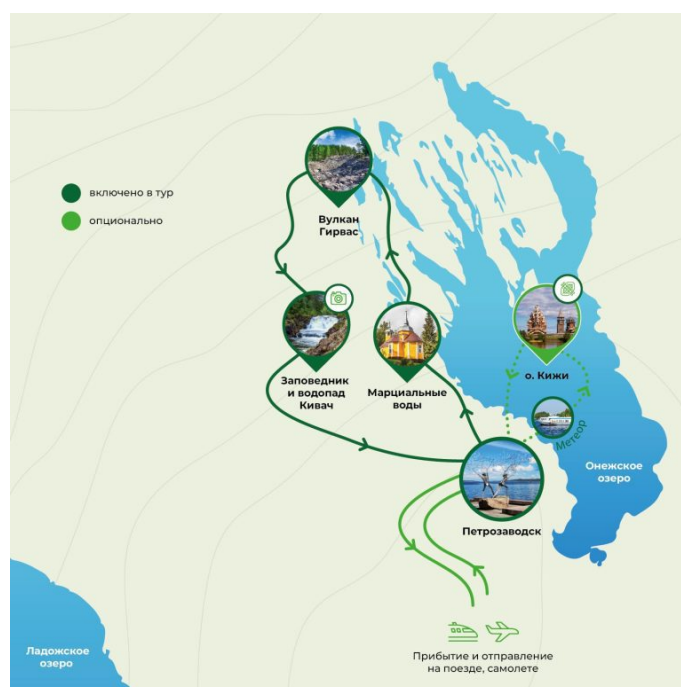 включено в тур
опционально
Вулкан
Гирвас
Заповедник
и водопад
Кивач
Марциальные
воды
о. Кижи
Метеор
Онежское
озеро
Петрозаводск
Ладожское
озеро
Прибытие и отправление
на поезде, самолете